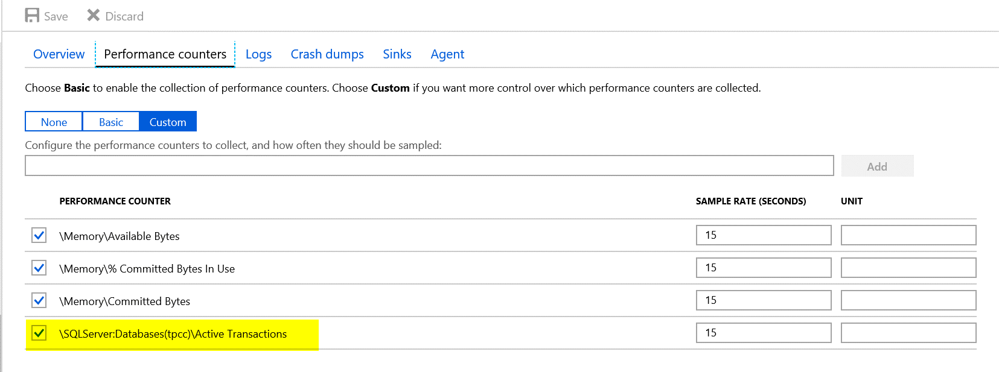 Save Discard
Overview Performance counters Logs Crash dumps Sinks Agent
Choose Basic to enable the collection of performance counters. Choose Custom if you want more control over which performance counters are collected.
None Basic Custom
Configure the performance counters to collect, and how often they should be sampled:
Add
PERFORMANCE COUNTER SAMPLE RATE (SECONDS) UNIT
\Memory\Available Bytes 15
\Memory\% Committed Bytes In Use 15
\Memory\Committed Bytes 15
\SQLServer:Databases(tpcc)\Active Transactions 15